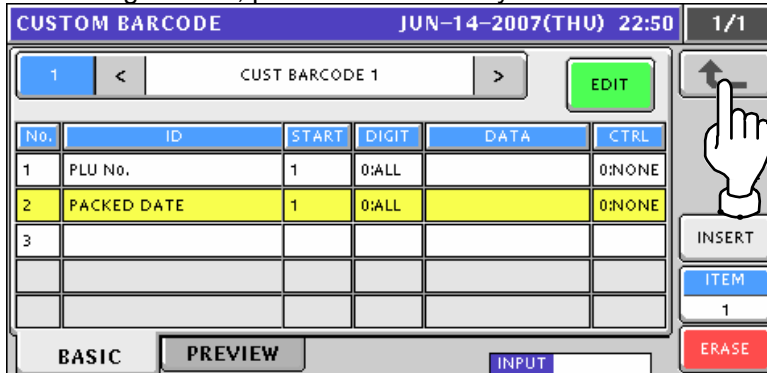 CUSTOM BARCODE JUN-14-2007(THU) 22:50 1/1
1 < CUST BARCODE 1 > EDIT
No. ID START DIGIT DATA CTRL
1 PLU No. 1 0:ALL 0:NONE
2 PACKED DATE 1 0:ALL 0:NONE
3
INSERT
ITEM
1
BASIC PREVIEW INPUT ERASE